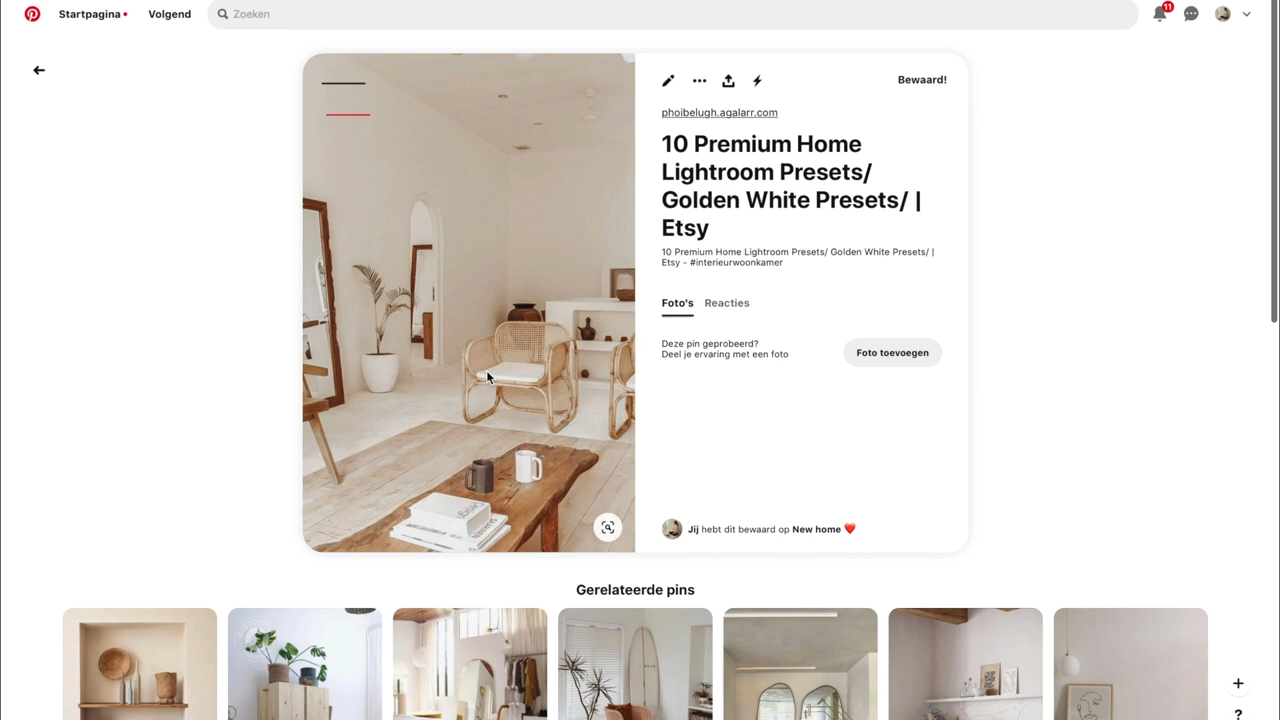 Startpagina
Volgend
Zoeken
11
Bewaard!
phoibelugh.agalarr.com
10 Premium Home
Lightroom Presets/
Golden White Presets/ |
Etsy
10 Premium Home Lightroom Presets/ Golden White Presets/ |
Etsy - #interieurwoonkamer
Foto's Reacties
Deze pin geprobeerd?
Deel je ervaring met een foto
Foto toevoegen
Jij hebt dit bewaard op New home ❤️
Gerelateerde pins
+
?